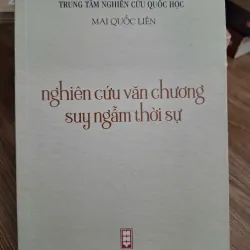 TRUNG TÂM NGHIÊN CỨU QUỐC HỌC
MAI QUỐC LIÊN
nghiên cứu văn chương
suy ngẫm thời sự